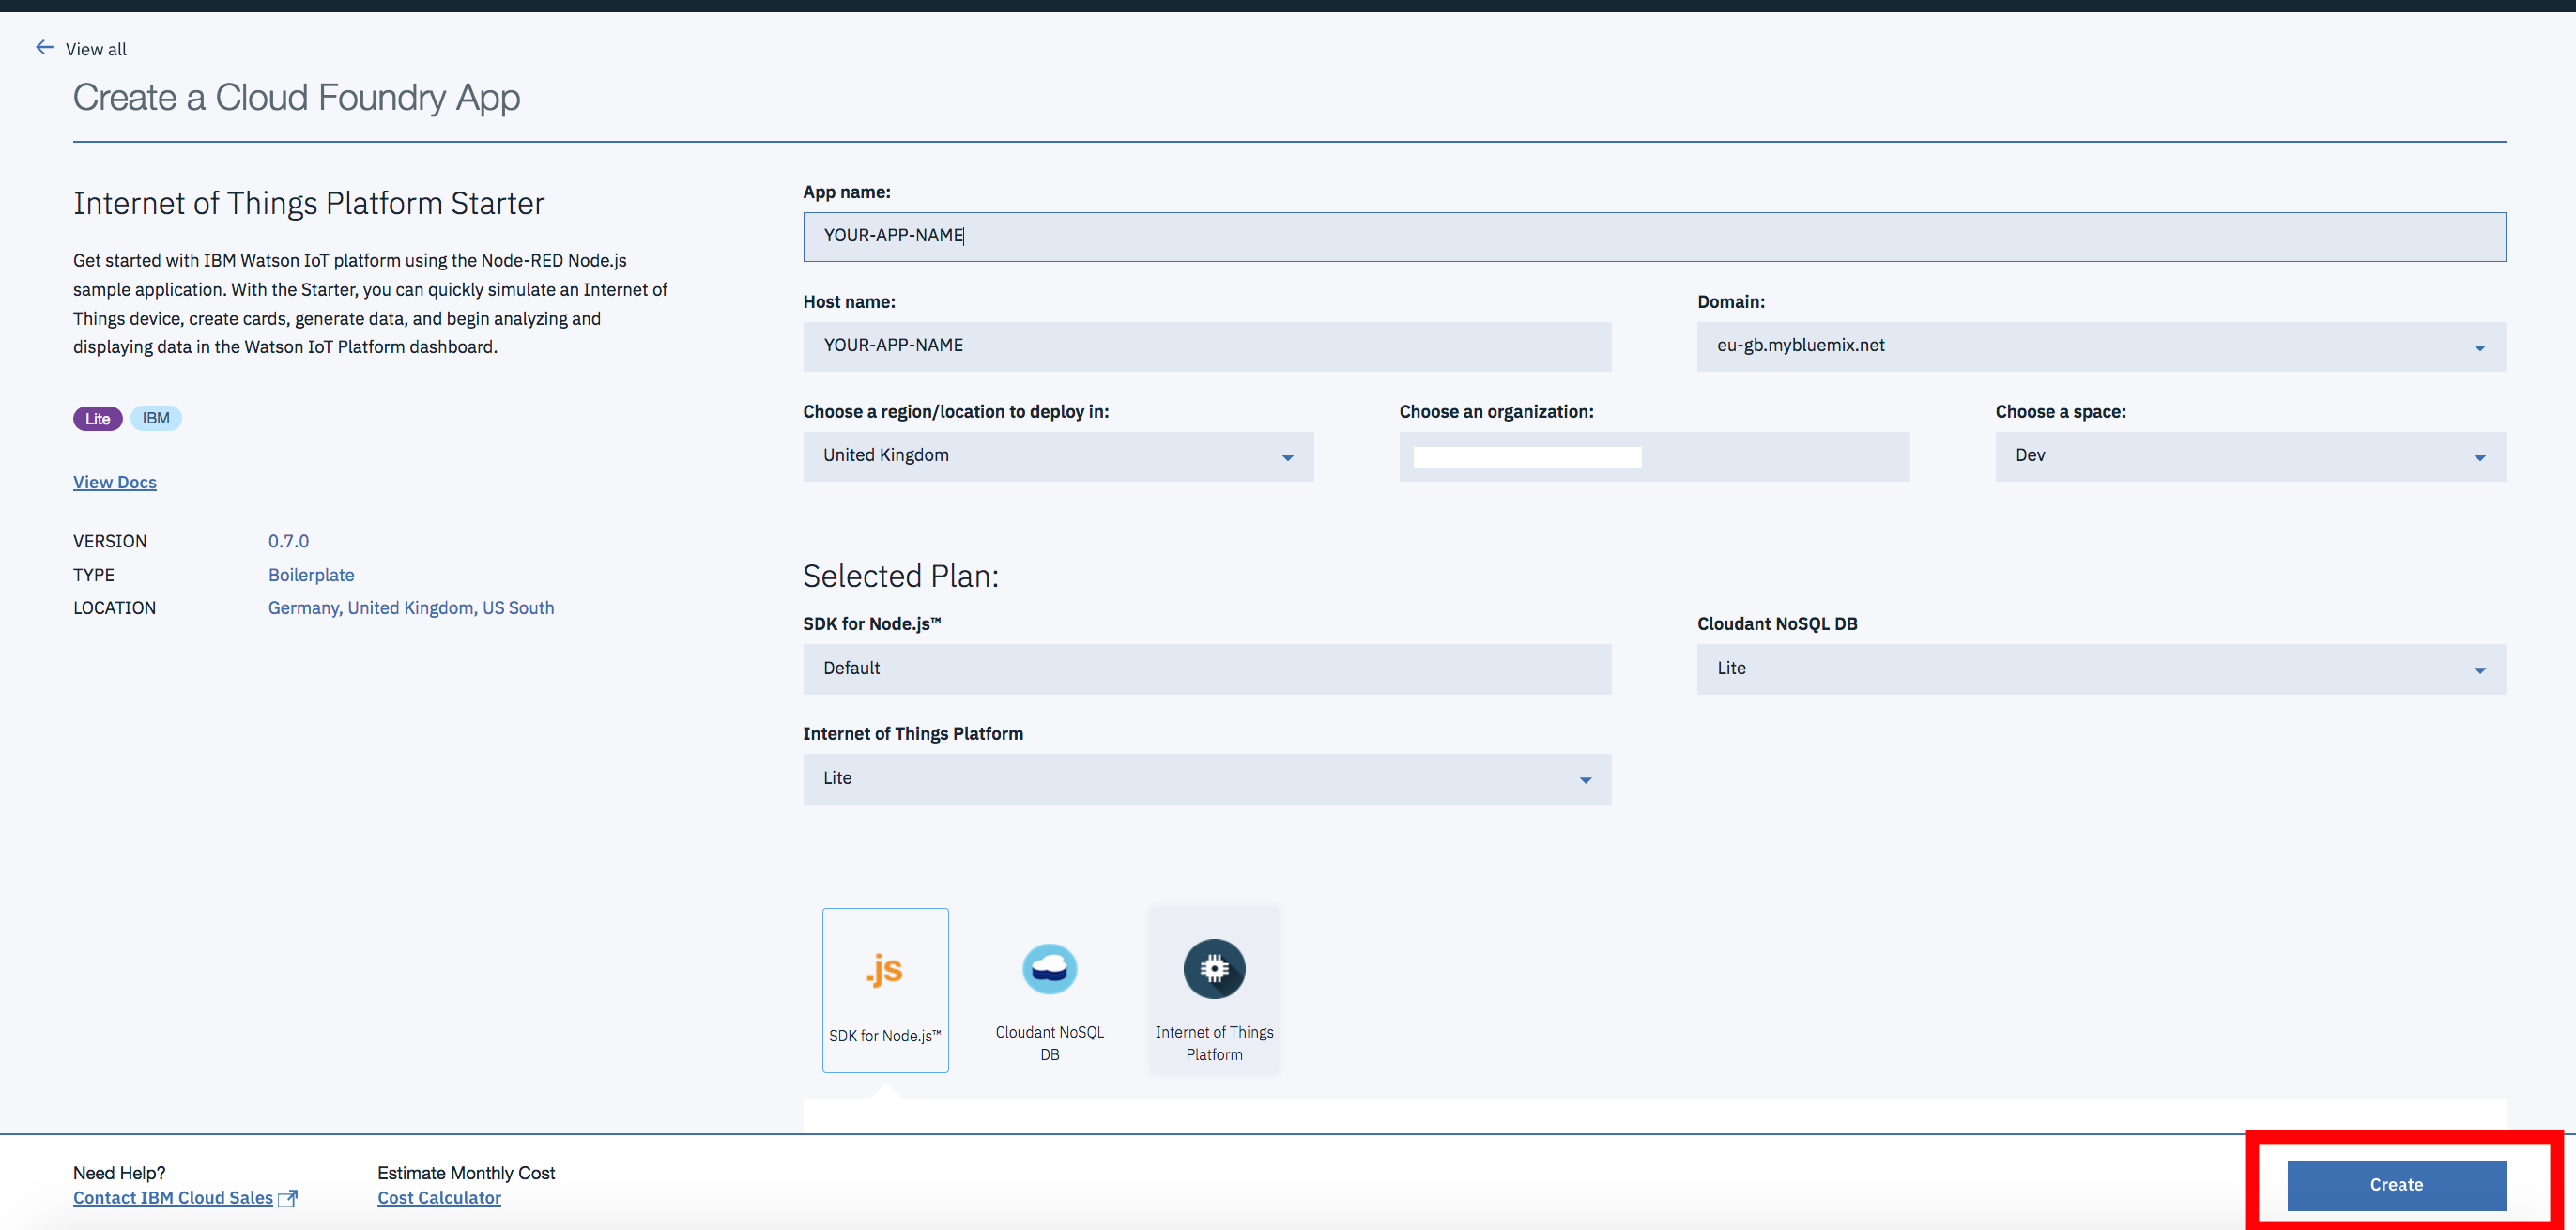 View all
Create a Cloud Foundry App
Internet of Things Platform Starter
Get started with IBM Watson IoT platform using the Node-RED Node.js
sample application. With the Starter, you can quickly simulate an Internet of
Things device, create cards, generate data, and begin analyzing and
displaying data in the Watson IoT Platform dashboard.
Lite IBM
View Docs
VERSION 0.7.0
TYPE Boilerplate
LOCATION Germany, United Kingdom, US South
App name:
YOUR-APP-NAME
Host name: Domain:
YOUR-APP-NAME eu-gb.mybluemix.net
Choose a region/location to deploy in: Choose an organization: Choose a space:
United Kingdom Dev
Selected Plan:
SDK for Node.js™ Cloudant NoSQL DB
Default Lite
Internet of Things Platform
Lite
.js
SDK for Node.js™
Cloudant NoSQL
DB
Internet of Things
Platform
Need Help?
Contact IBM Cloud Sales
Estimate Monthly Cost
Cost Calculator
Create